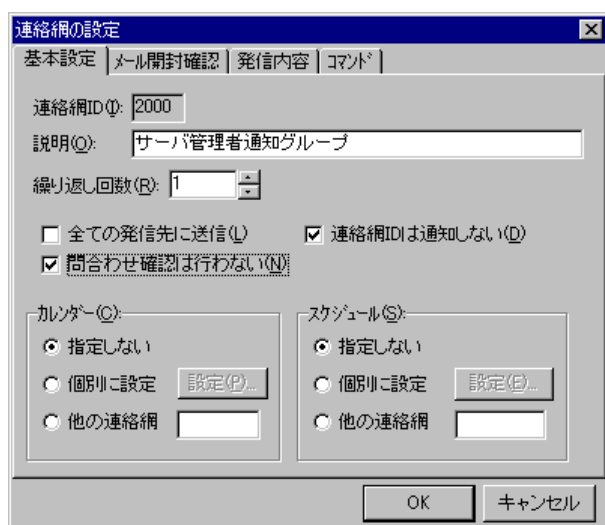 連絡網の設定
基本設定 メール開封確認 発信内容 コマンド
連絡網ID(I): 2000
説明(O): サーバ管理者通知グループ
繰り返し回数(R): 1
全ての発信先に送信(L) 連絡網IDは通知しない(D)
問合わせ確認は行わない(N)
カレンダー(C): スケジュール(S):
指定しない 指定しない
個別に設定 設定(P)... 個別に設定 設定(E)...
他の連絡網 他の連絡網
OK キャンセル